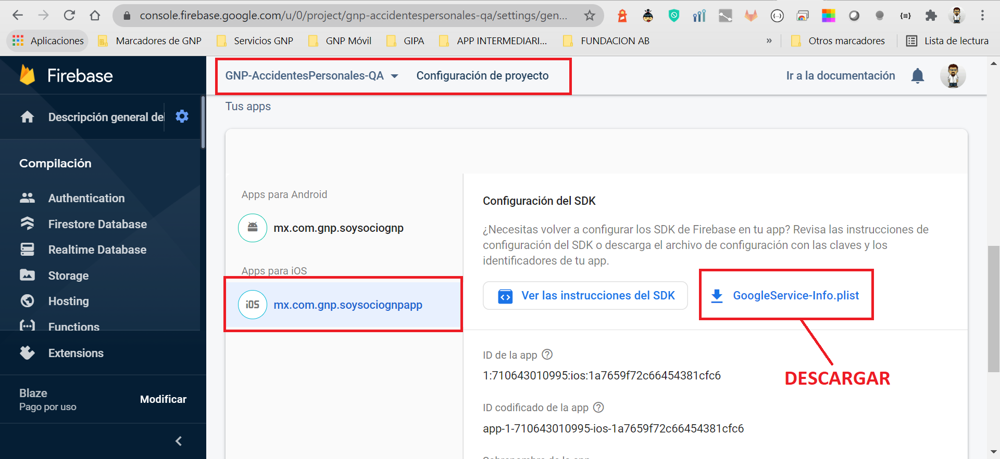 console.firebase.google.com/u/0/project/gnp-accidentespersonales-qa/settings/gen...
Aplicaciones
Marcadores de GNP
Servicios GNP
GNP Móvil
GIPA
APP INTERMEDIARI...
FUNDACION AB
»
Otros marcadores
Lista de lectura
Firebase
GNP-AccidentesPersonales-QA
Configuración de proyecto
Ir a la documentación
Descripción general del
Tus apps
Compilación
Authentication
Firestore Database
Realtime Database
Storage
Hosting
Functions
Extensions
Blaze
Pago por uso
Modificar
Apps para Android
mx.com.gnp.soysociognp
Apps para iOS
iOS
mx.com.gnp.soysociognpapp
Configuración del SDK
¿Necesitas volver a configurar los SDK de Firebase en tu app? Revisa las instrucciones de
configuración del SDK o descarga el archivo de configuración con las claves y los
identificadores de tu app.
Ver las instrucciones del SDK
GoogleService-Info.plist
DESCARGAR
ID de la app
1:710643010995:ios:1a7659f72c66454381cfc6
ID codificado de la app
app-1-710643010995-ios-1a7659f72c66454381cfc6